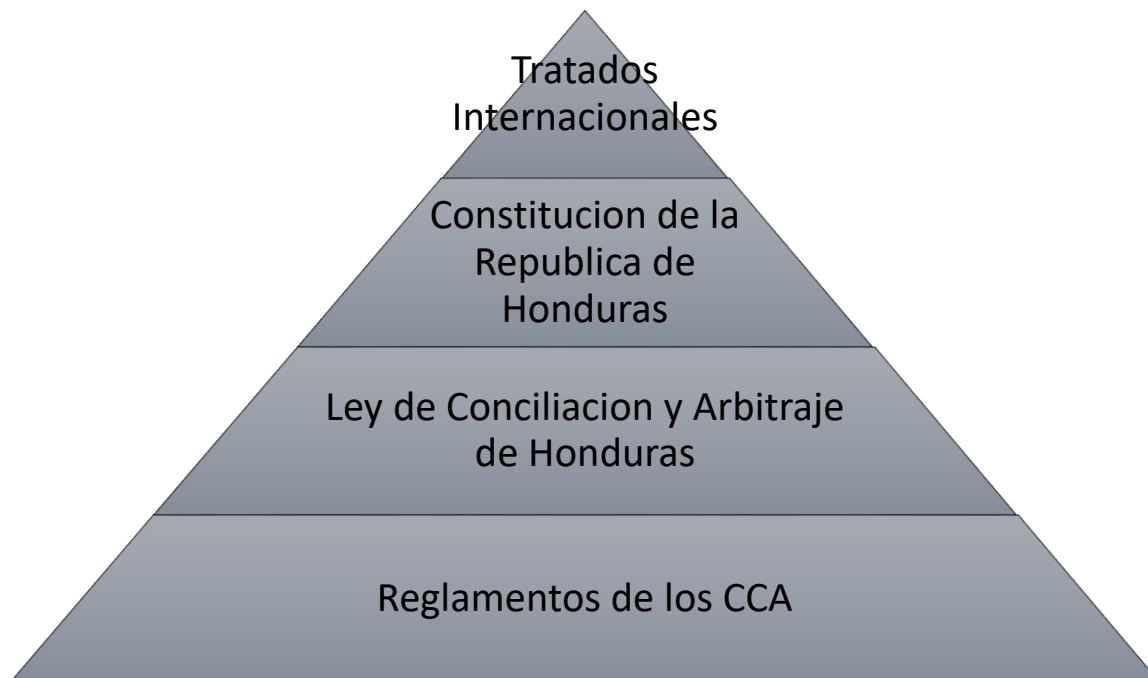 Tratados
Internacionales
Constitucion de la
Republica de
Honduras
Ley de Conciliacion y Arbitraje
de Honduras
Reglamentos de los CCA